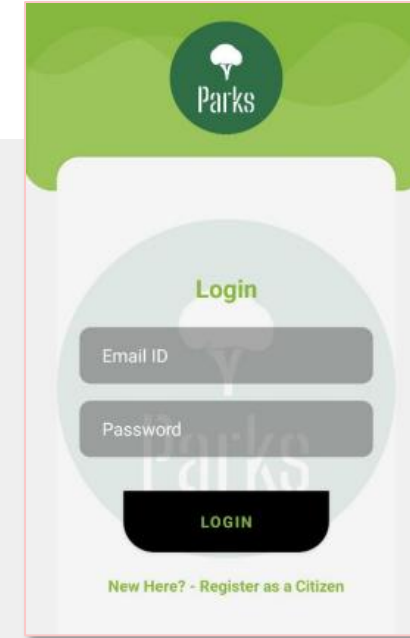 Parks
Login
Email ID
Password
Parks
LOGIN
New Here? - Register as a Citizen